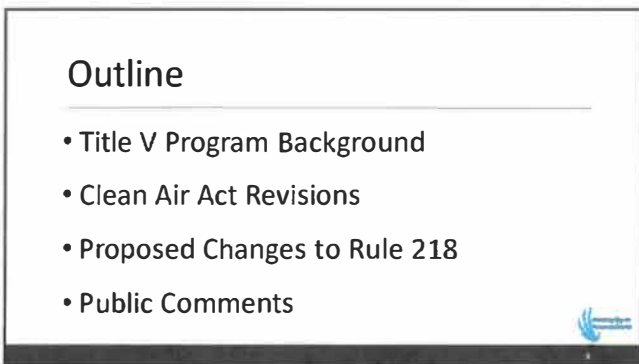 Outline
• Title V Program Background
• Clean Air Act Revisions
• Proposed Changes to Rule 218
• Public Comments